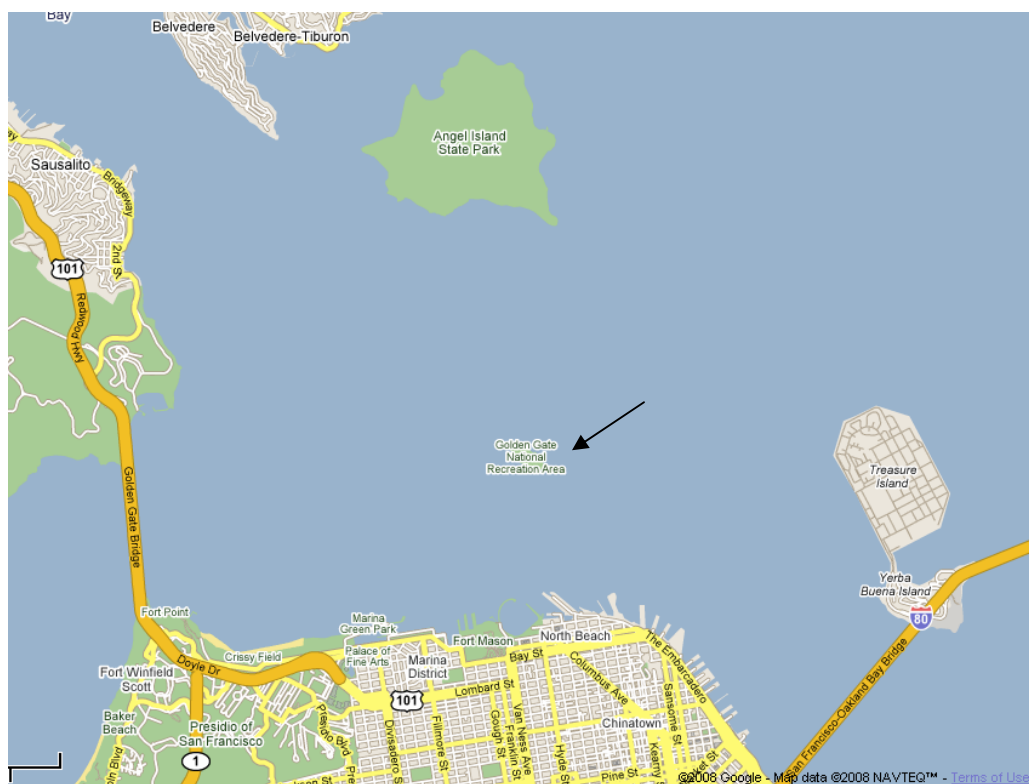 Bay
Belvedere
Belvedere-Tiburon
Angel Island
State Park
Sausalito
Bridgeway
2nd St
101
Redwood Hwy
Golden Gate
National
Recreation Area
Golden Gate Bridge
Treasure
Island
Yerba
Buena Island
80
San Francisco-Oakland Bay Bridge
Fort Point
Marina
Green Park
Crissy Field
Palace of
Fine Arts
Fort Mason
North Beach
The Embarcadero
Doyle Dr
Marina
District
Bay St
Columbus Ave
Fort Winfield
Scott
Lombard St
101
Baker
Beach
Presidio of
San Francisco
Presidio Blvd
Divisadero S
Fillmore St
Gough St
Franklin St
Van Ness Ave
Hyde St
Chinatown
Sansome St
Kearny
Pine St
ket St
1
©2008 Google - Map data ©2008 NAVTEQ™ - Terms of Use